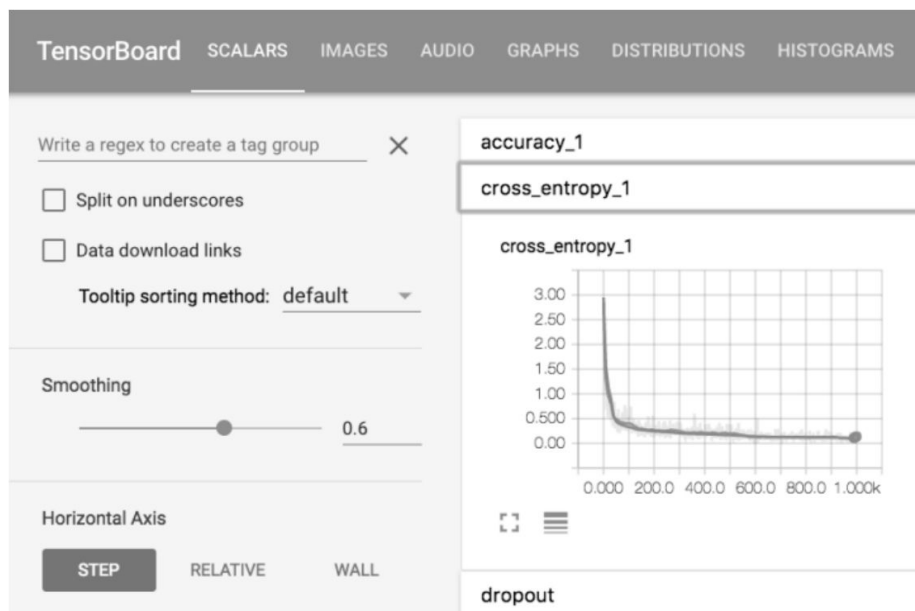 TensorBoard SCALARS IMAGES AUDIO GRAPHS DISTRIBUTIONS HISTOGRAMS
Write a regex to create a tag group
Split on underscores
Data download links
Tooltip sorting method: default
Smoothing
0.6
Horizontal Axis
STEP RELATIVE WALL
accuracy_1
cross_entropy_1
cross_entropy_1
3.00
2.50
2.00
1.50
1.00
0.500
0.00
0.000 200.0 400.0 600.0 800.0 1.000k
dropout